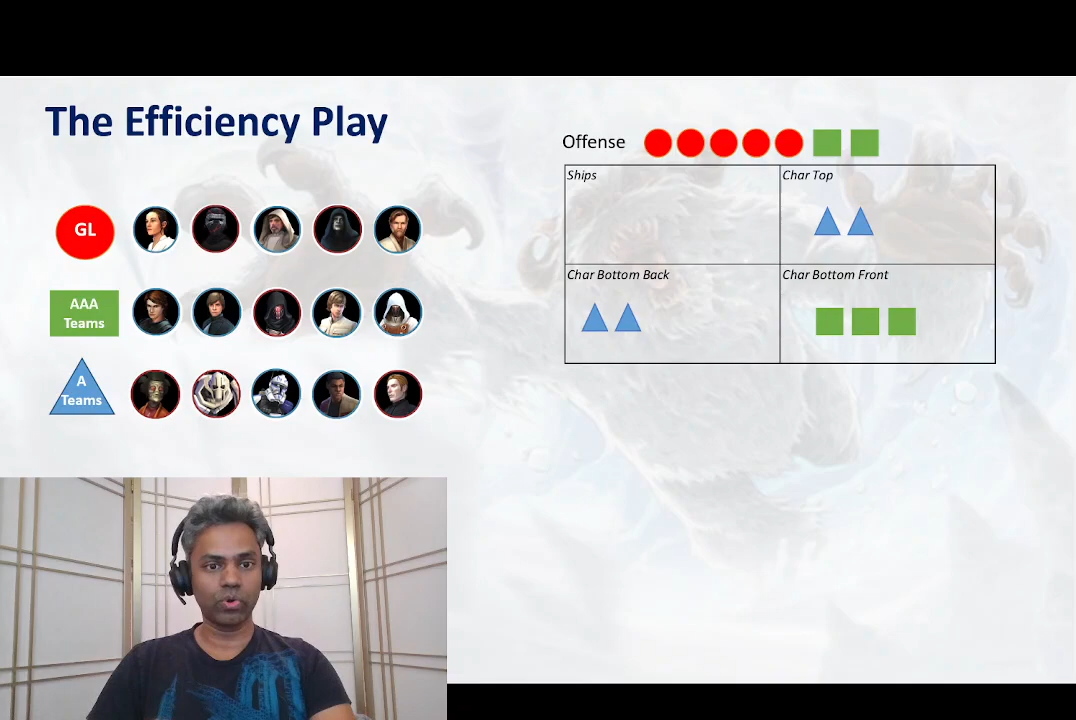 The Efficiency Play
GL
AAA
Teams
A
Teams
Offense
Ships
Char Top
Char Bottom Back
Char Bottom Front